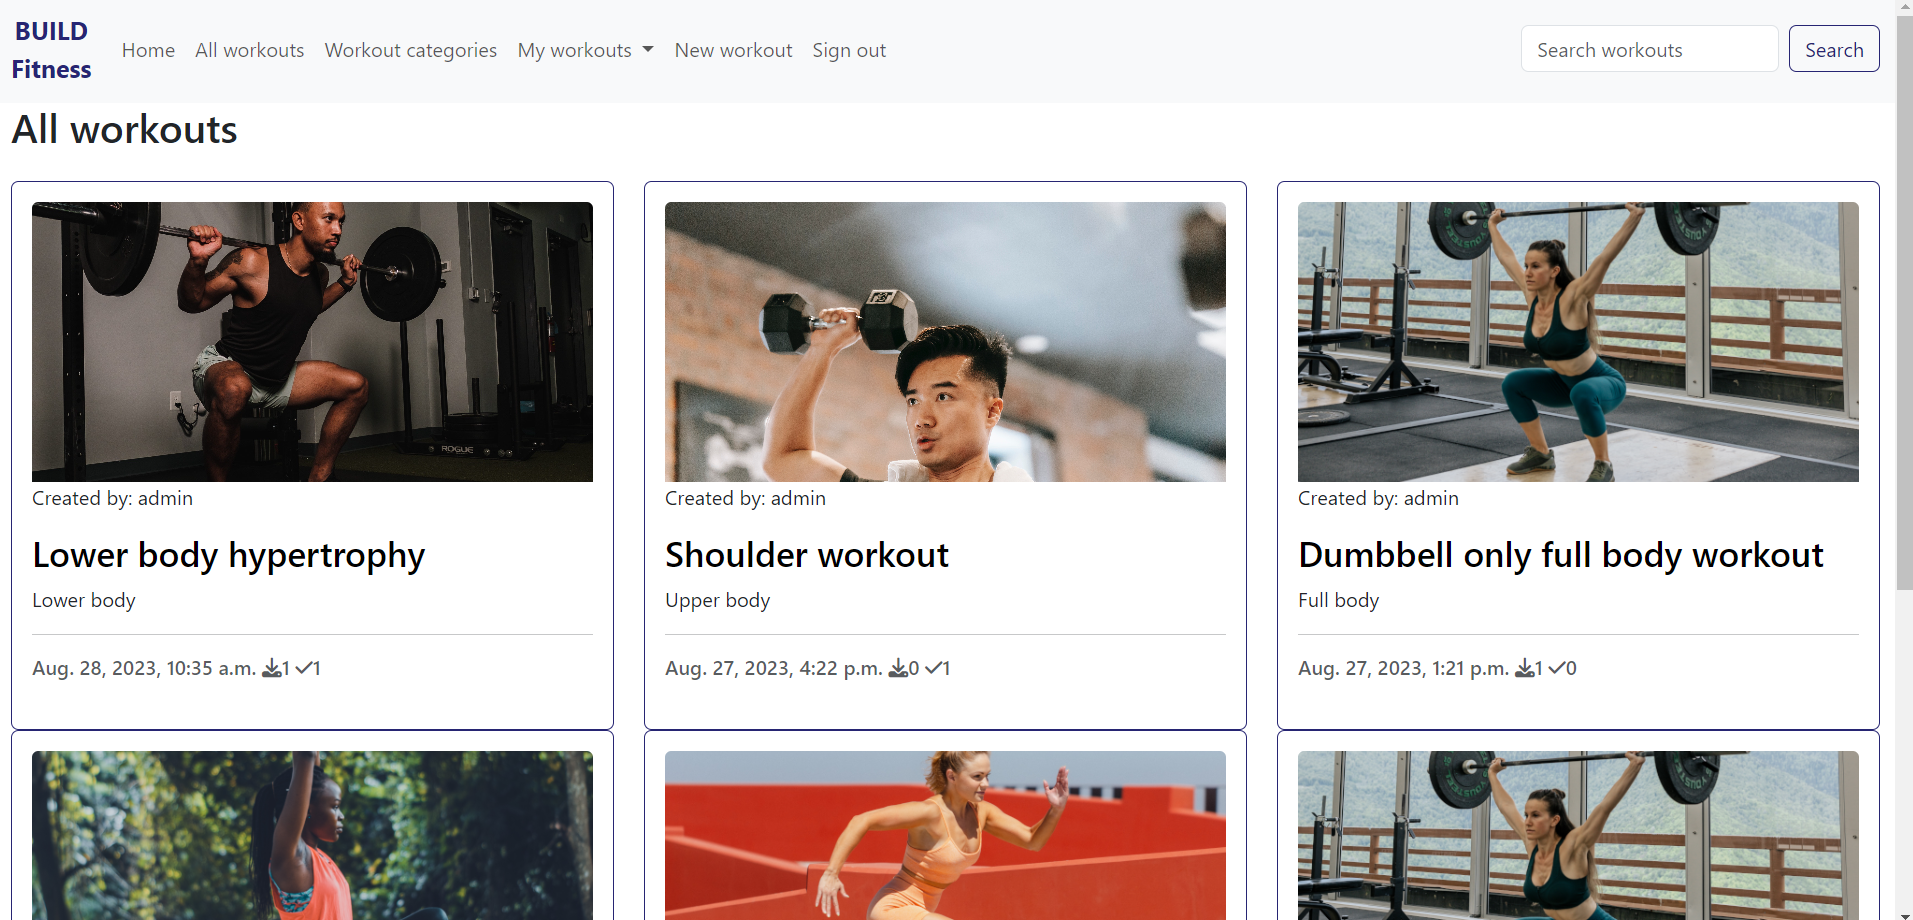 BUILD
Fitness
Home
All workouts
Workout categories
My workouts
New workout
Sign out
Search workouts
Search
All workouts
ROGUE
Created by: admin
Lower body hypertrophy
Lower body
Aug. 28, 2023, 10:35 a.m. 1 1
Created by: admin
Shoulder workout
Upper body
Aug. 27, 2023, 4:22 p.m. 0 1
Created by: admin
Dumbbell only full body workout
Full body
Aug. 27, 2023, 1:21 p.m. 1 0